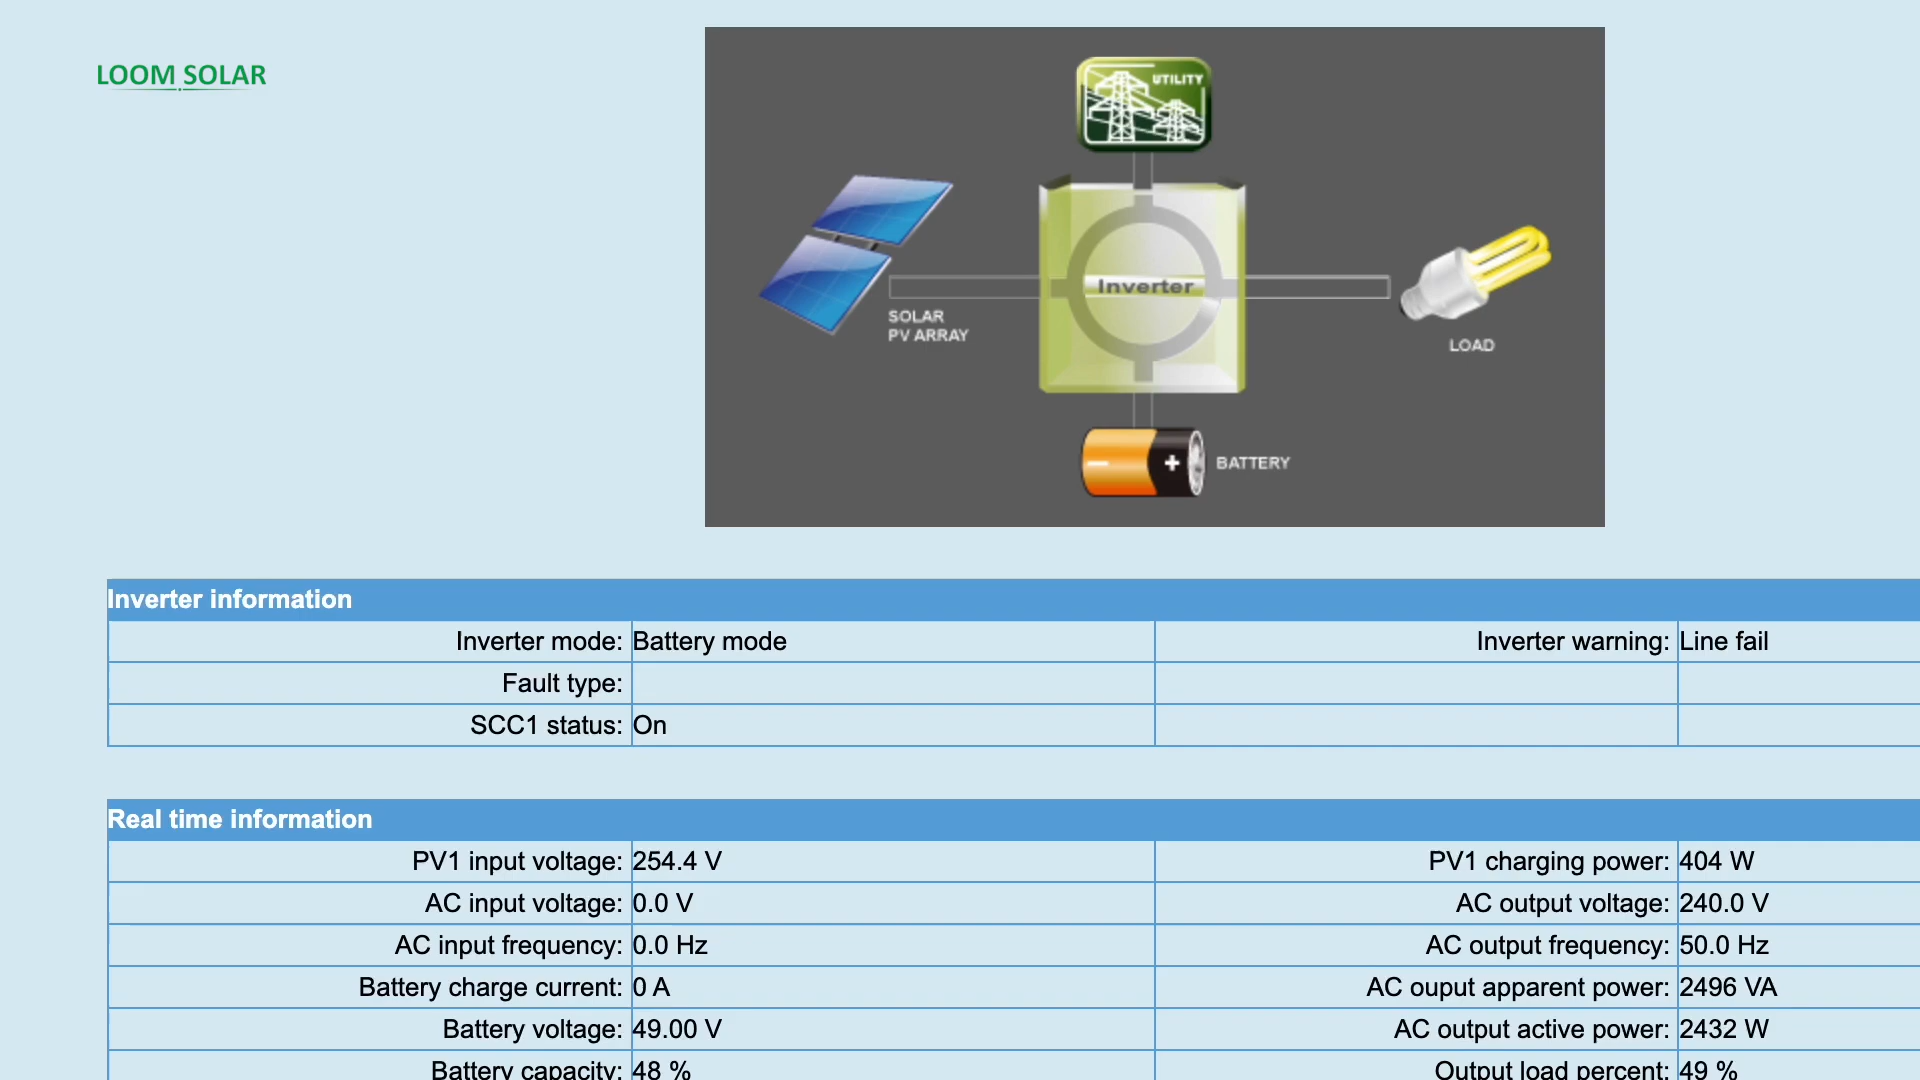 LOOM SOLAR
UTILITY
Inverter
SOLAR
PV ARRAY
LOAD
BATTERY
Inverter information
Inverter mode: Battery mode Inverter warning: Line fail
Fault type:
SCC1 status: On
Real time information
PV1 input voltage: 254.4 V PV1 charging power: 404 W
AC input voltage: 0.0 V AC output voltage: 240.0 V
AC input frequency: 0.0 Hz AC output frequency: 50.0 Hz
Battery charge current: 0 A AC ouput apparent power: 2496 VA
Battery voltage: 49.00 V AC output active power: 2432 W
Battery capacity: 48 % Output load percent: 49 %